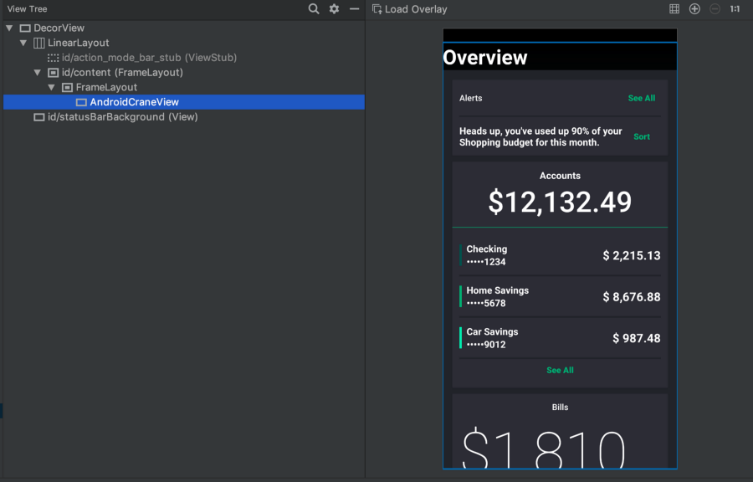 View Tree
DecorView
LinearLayout
id/action_mode_bar_stub (ViewStub)
id/content (FrameLayout)
FrameLayout
AndroidCraneView
id/statusBarBackground (View)
Load Overlay
1:1
Overview
Alerts
See All
Heads up, you've used up 90% of your
Shopping budget for this month.
Sort
Accounts
$12,132.49
Checking
•••••1234
$ 2,215.13
Home Savings
•••••5678
$ 8,676.88
Car Savings
•••••9012
$ 987.48
See All
Bills
$1,810